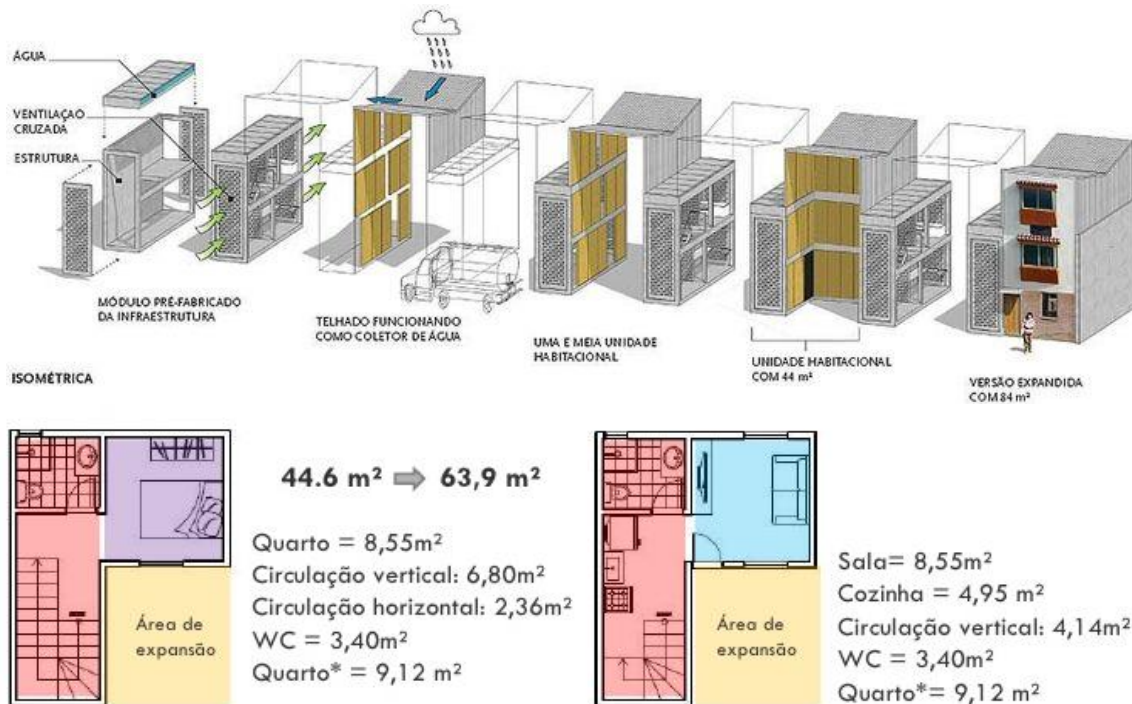 ÁGUA
VENTILAÇAO
CRUZADA
ESTRUTURA
MÓDULO PRÉ-FABRICADO
DA INFRAESTRUTURA
TELHADO FUNCIONANDO
COMO COLETOR DE ÁGUA
UMA E MEIA UNIDADE
HABITACIONAL
UNIDADE HABITACIONAL
COM 44 m²
VERSÃO EXPANDIDA
COM 84 m²
ISOMÉTRICA
44.6 m² ⇨ 63,9 m²
Quarto = 8,55m²
Circulação vertical: 6,80m²
Circulação horizontal: 2,36m²
WC = 3,40m²
Quarto* = 9,12 m²
Área de
expansão
Sala= 8,55m²
Cozinha = 4,95 m²
Circulação vertical: 4,14m²
WC = 3,40m²
Quarto*= 9,12 m²
Área de
expansão